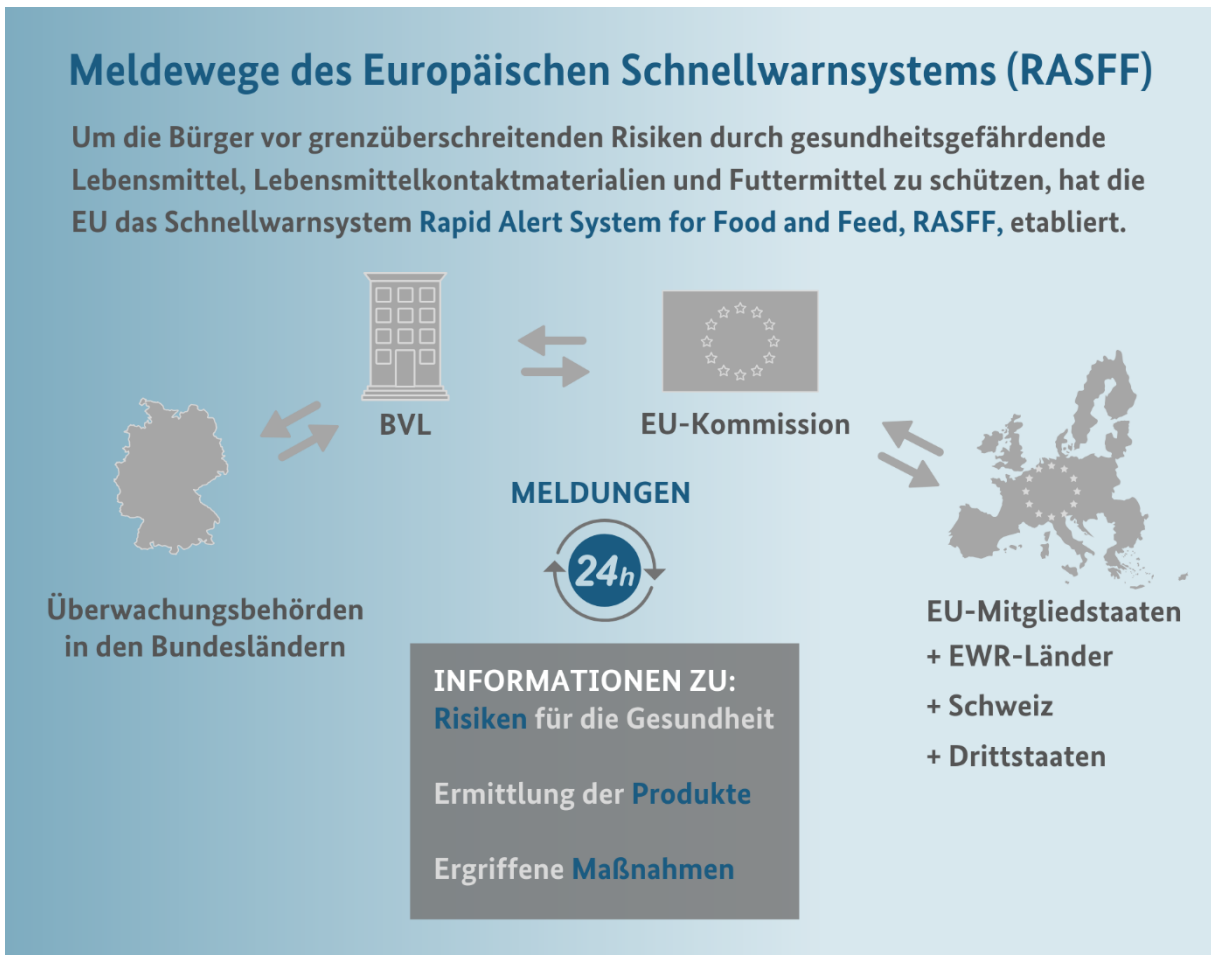 Meldewege des Europäischen Schnellwarnsystems (RASFF)
Um die Bürger vor grenzüberschreitenden Risiken durch gesundheitsgefährdende
Lebensmittel, Lebensmittelkontaktmaterialien und Futtermittel zu schützen, hat die
EU das Schnellwarnsystem Rapid Alert System for Food and Feed, RASFF, etabliert.
BVL
EU-Kommission
MELDUNGEN
24h
Überwachungsbehörden
in den Bundesländern
EU-Mitgliedstaaten
+ EWR-Länder
+ Schweiz
+ Drittstaaten
INFORMATIONEN ZU:
Risiken für die Gesundheit
Ermittlung der Produkte
Ergriffene Maßnahmen